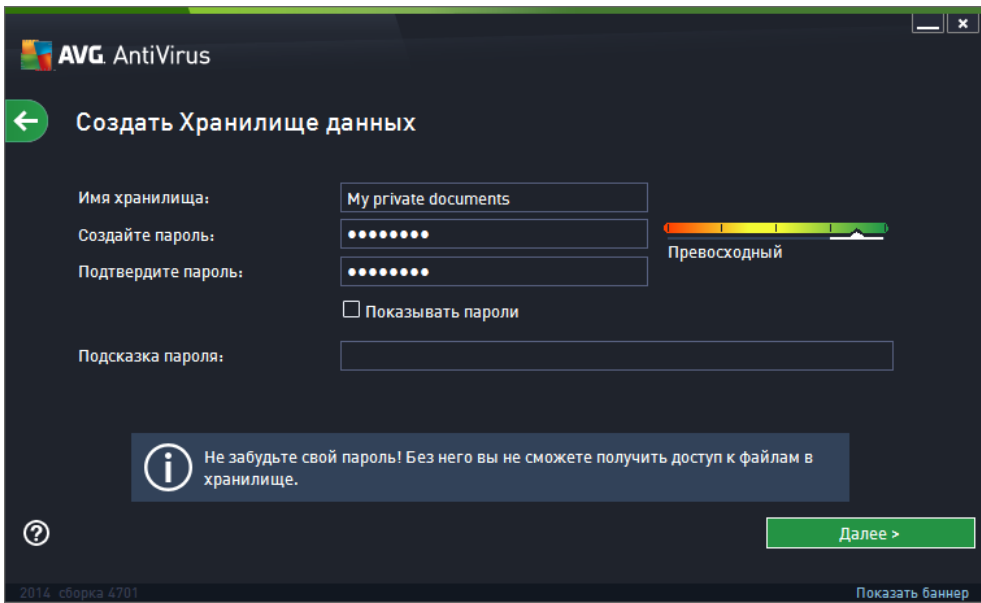 AVG. AntiVirus
Создать Хранилище данных
Имя хранилища:
My private documents
Создайте пароль:
••••••••
Превосходный
Подтвердите пароль:
••••••••
Показывать пароли
Подсказка пароля:
Не забудьте свой пароль! Без него вы не сможете получить доступ к файлам в
хранилище.
Далее >
2014 сборка 4701
Показать баннер